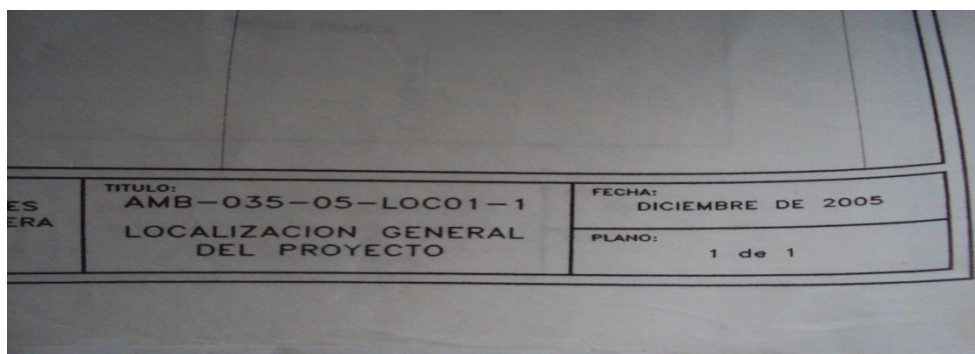 ES
ERA
TITULO:
AMB-035-05-LOC01-1
LOCALIZACION GENERAL
DEL PROYECTO
FECHA:
DICIEMBRE DE 2005
PLANO:
1 de 1